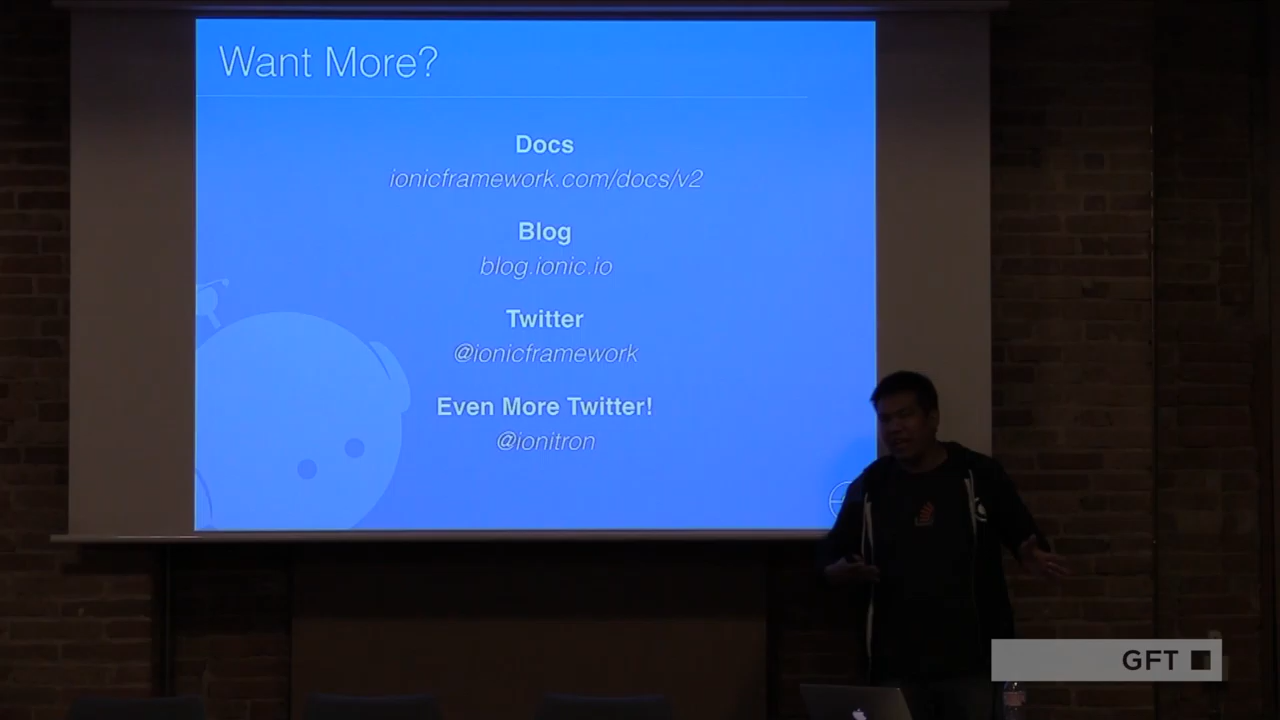 Want More?
Docs
ionicframework.com/docs/v2
Blog
blog.ionic.io
Twitter
@ionicframework
Even More Twitter!
@ionitron
GFT